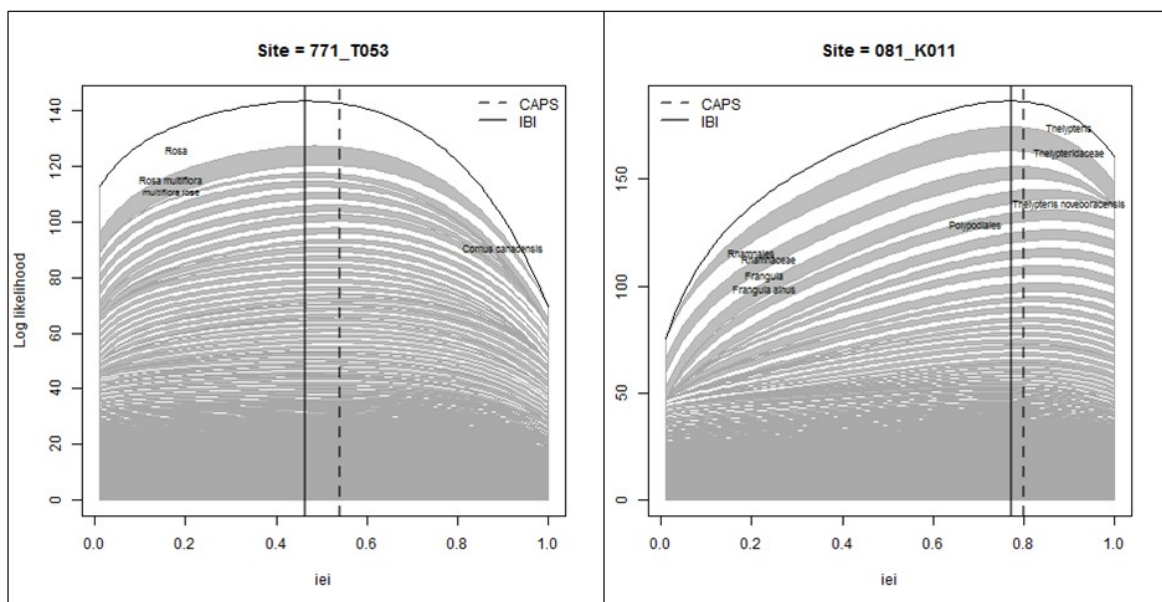 Site = 771_T053
CAPS
IBI
Rosa
Rosa multiflora
multiflora rose
Cornus canadensis
Log likelihood
0
20
40
60
80
100
120
140
0.0 0.2 0.4 0.6 0.8 1.0
iei
Site = 081_K011
CAPS
IBI
Thelypteris
Thelypteridaceae
Thelypteris noveboracensis
Polypodiales
Rhamnales
Rhamnaceae
Frangula
Frangula alnus
0
50
100
150
0.0 0.2 0.4 0.6 0.8 1.0
iei